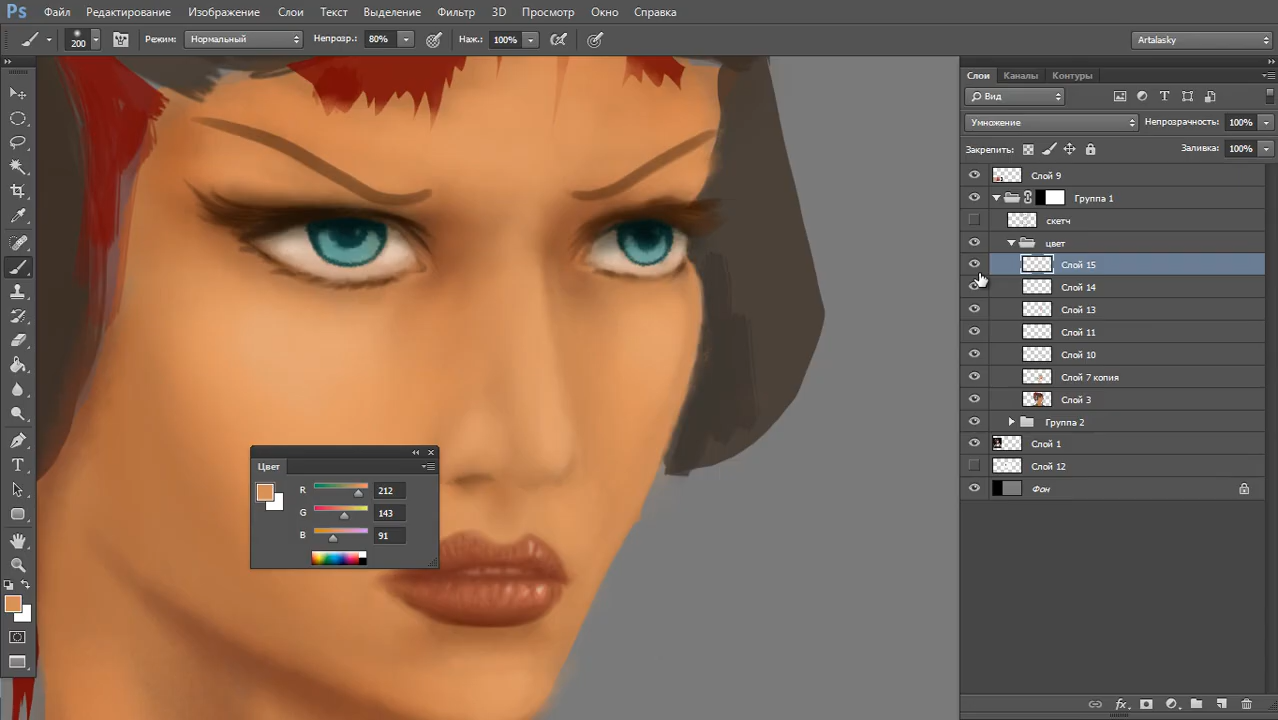 Ps Файл Редактирование Изображение Слои Текст Выделение Фильтр 3D Просмотр Окно Справка
200 Режим: Нормальный Непрозр.: 80% Наж.: 100% Artalasky
Слои Каналы Контуры
Вид
Умножение Непрозрачность: 100%
Закрепить: Заливка: 100%
Слой 9
Группа 1
скетч
цвет
Слой 15
Слой 14
Слой 13
Слой 11
Слой 10
Слой 7 копия
Слой 3
Группа 2
Слой 1
Слой 12
Фон
Цвет
R 212
G 143
B 91
T
fx